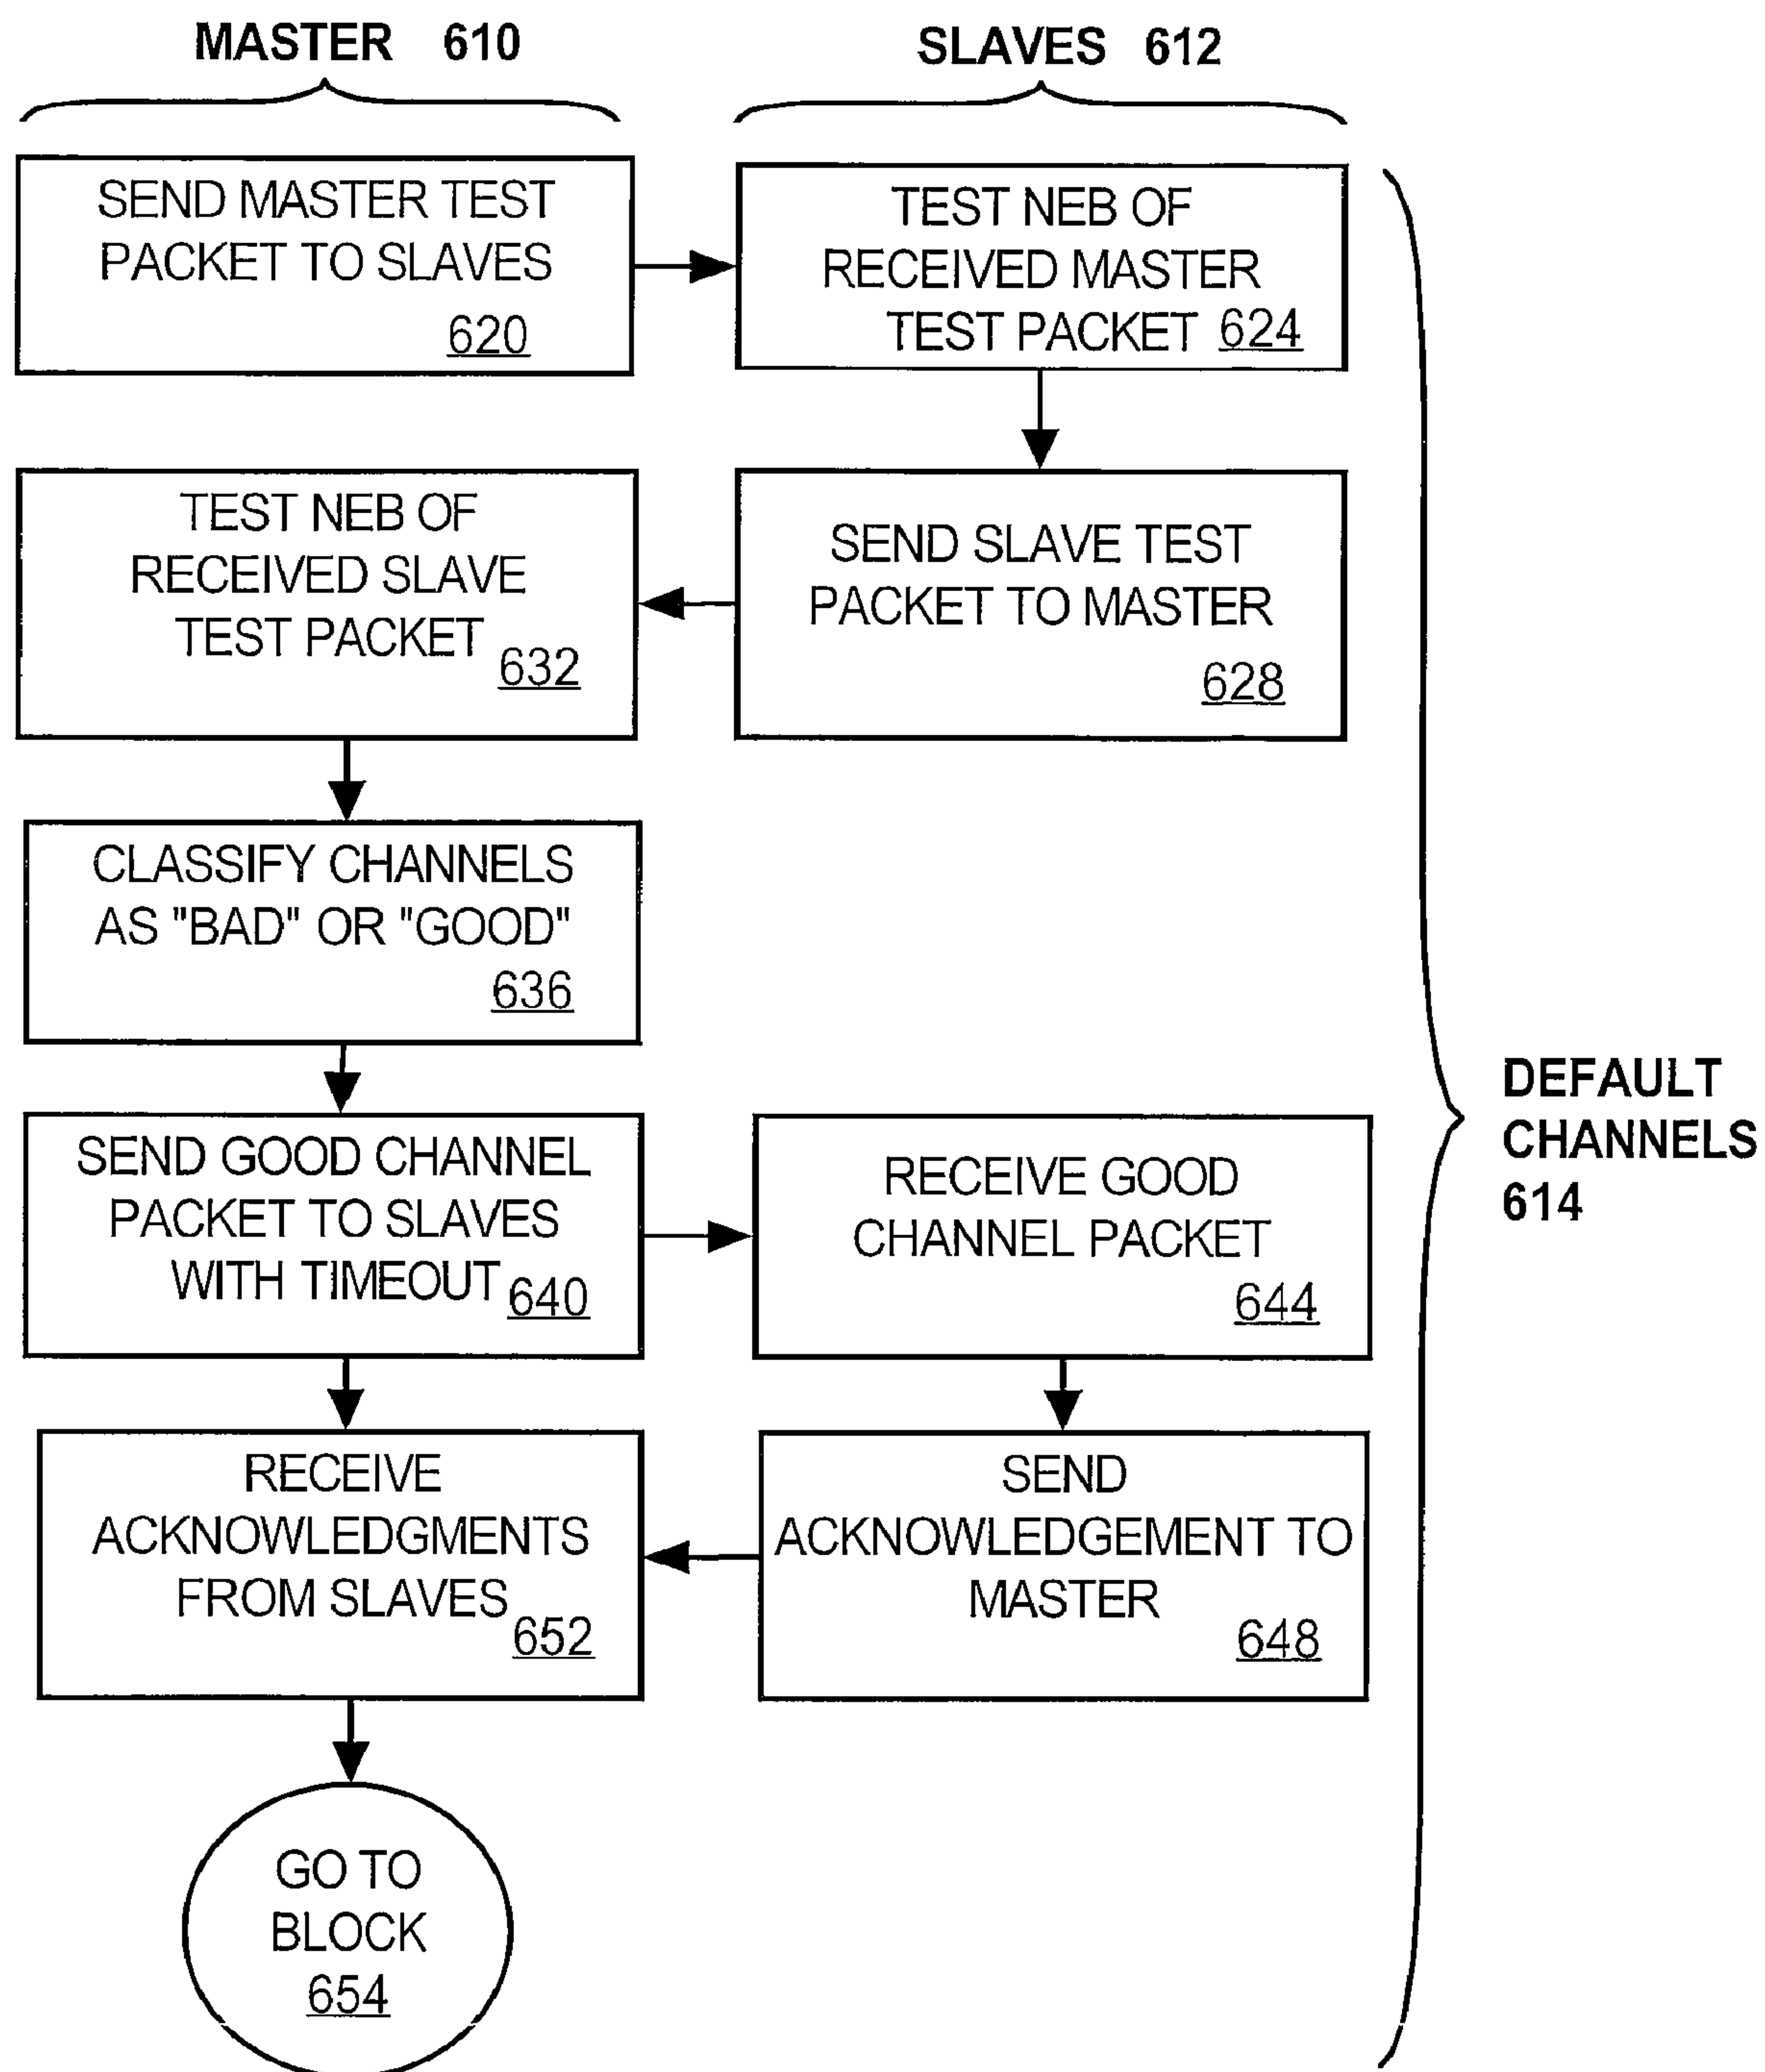 MASTER 610
SLAVES 612
SEND MASTER TEST
PACKET TO SLAVES
620
TEST NEB OF
RECEIVED MASTER
TEST PACKET 624
TEST NEB OF
RECEIVED SLAVE
TEST PACKET 632
SEND SLAVE TEST
PACKET TO MASTER
628
CLASSIFY CHANNELS
AS "BAD" OR "GOOD"
636
DEFAULT
CHANNELS
614
SEND GOOD CHANNEL
PACKET TO SLAVES
WITH TIMEOUT 640
RECEIVE GOOD
CHANNEL PACKET
644
RECEIVE
ACKNOWLEDGMENTS
FROM SLAVES 652
SEND
ACKNOWLEDGEMENT TO
MASTER
648
GO TO
BLOCK
654